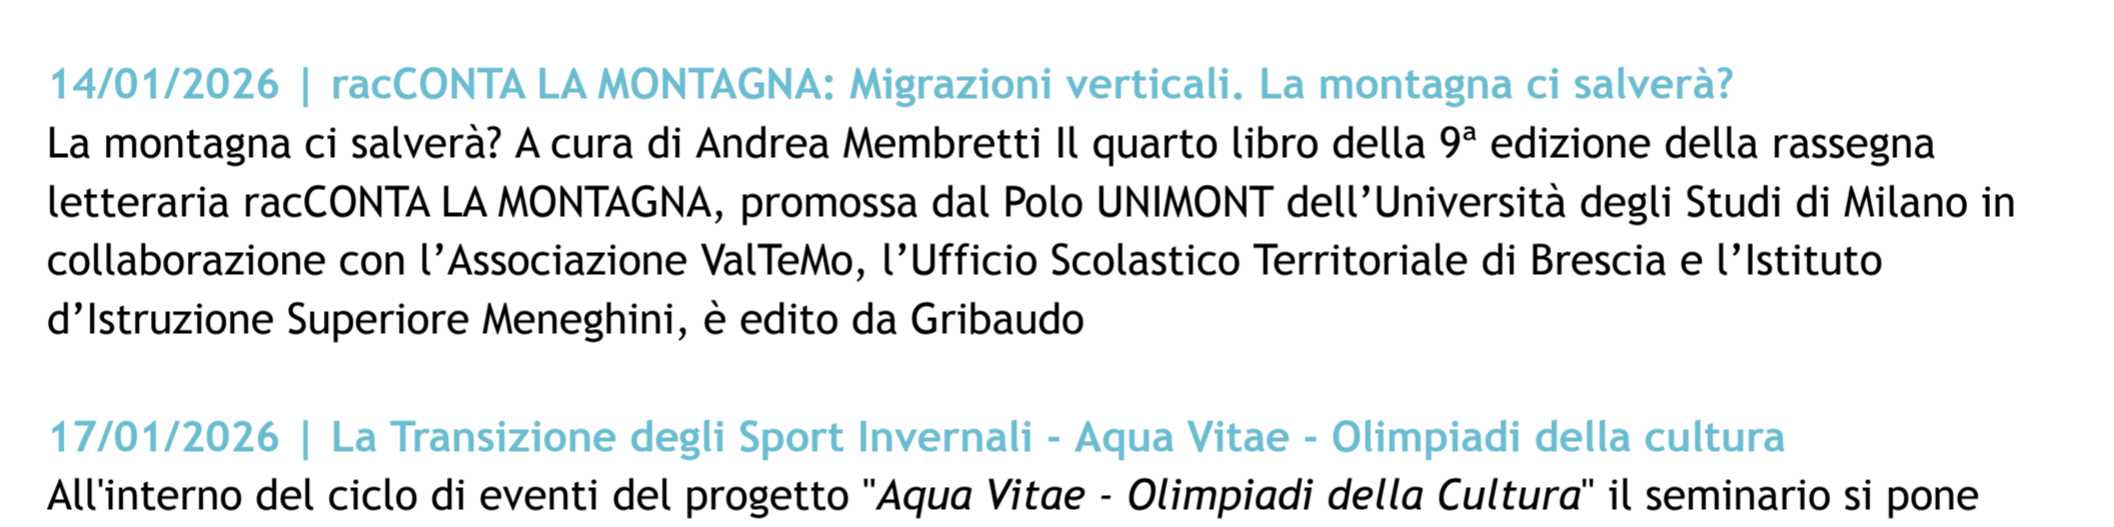 14/01/2026 | racCONTA LA MONTAGNA: Migrazioni verticali. La montagna ci salverà?
La montagna ci salverà? A cura di Andrea Membretti Il quarto libro della 9ª edizione della rassegna
letteraria racCONTA LA MONTAGNA, promossa dal Polo UNIMONT dell’Università degli Studi di Milano in
collaborazione con l’Associazione ValTeMo, l’Ufficio Scolastico Territoriale di Brescia e l’Istituto
d’Istruzione Superiore Meneghini, è edito da Gribaudo
17/01/2026 | La Transizione degli Sport Invernali - Aqua Vitae - Olimpiadi della cultura
All'interno del ciclo di eventi del progetto "Aqua Vitae - Olimpiadi della Cultura" il seminario si pone